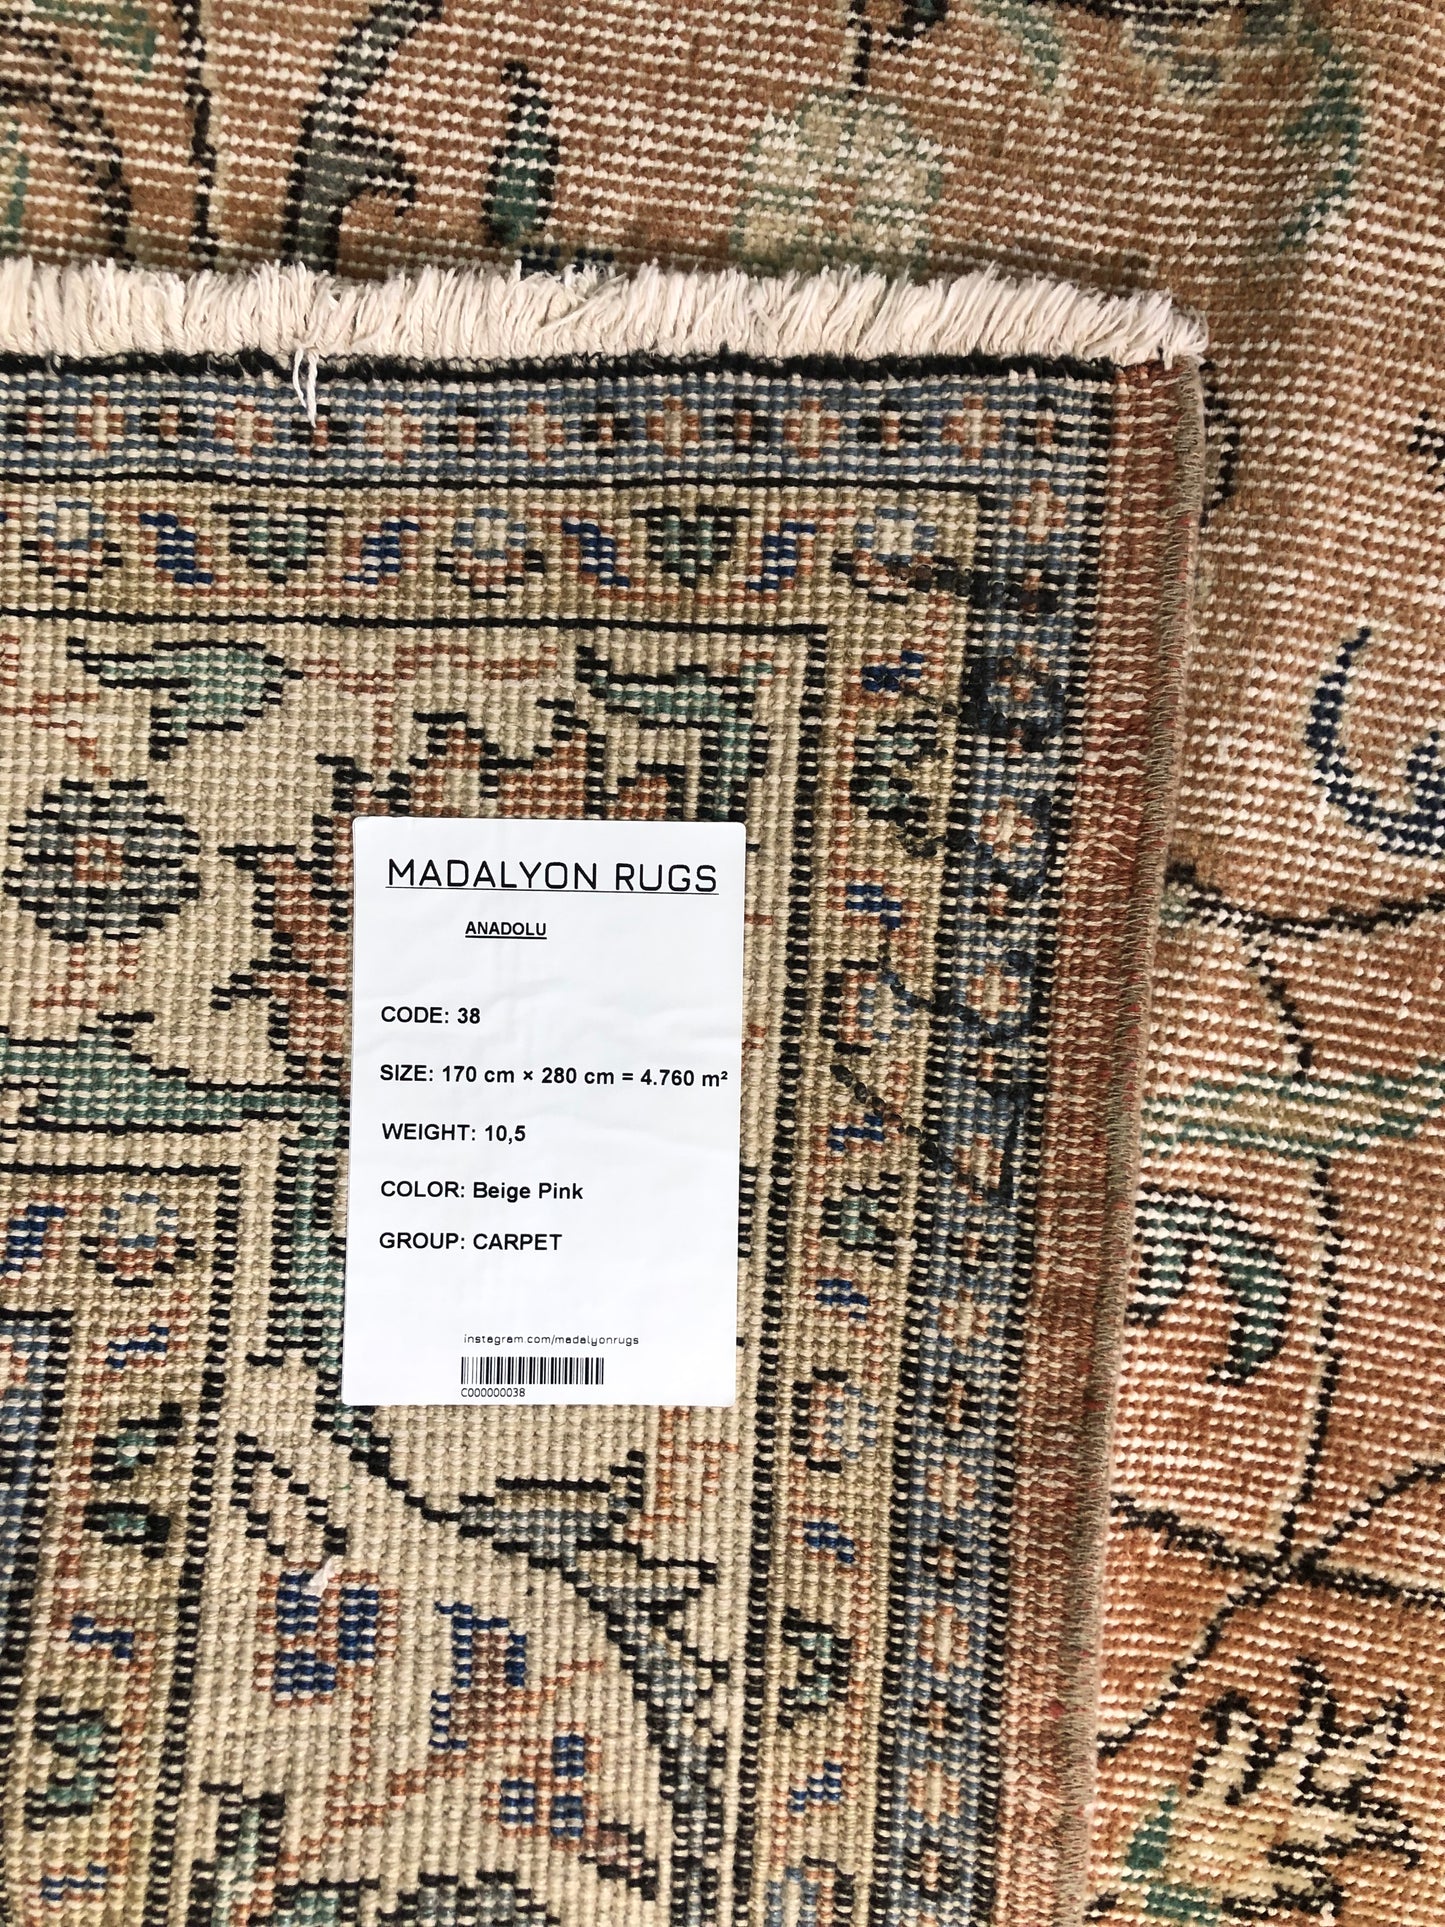 MADALYON RUGS
ANADOLU
CODE: 38
SIZE: 170 cm × 280 cm = 4.760 m²
WEIGHT: 10,5
COLOR: Beige Pink
GROUP: CARPET
instagram.com/madalyonrugs
C000000038